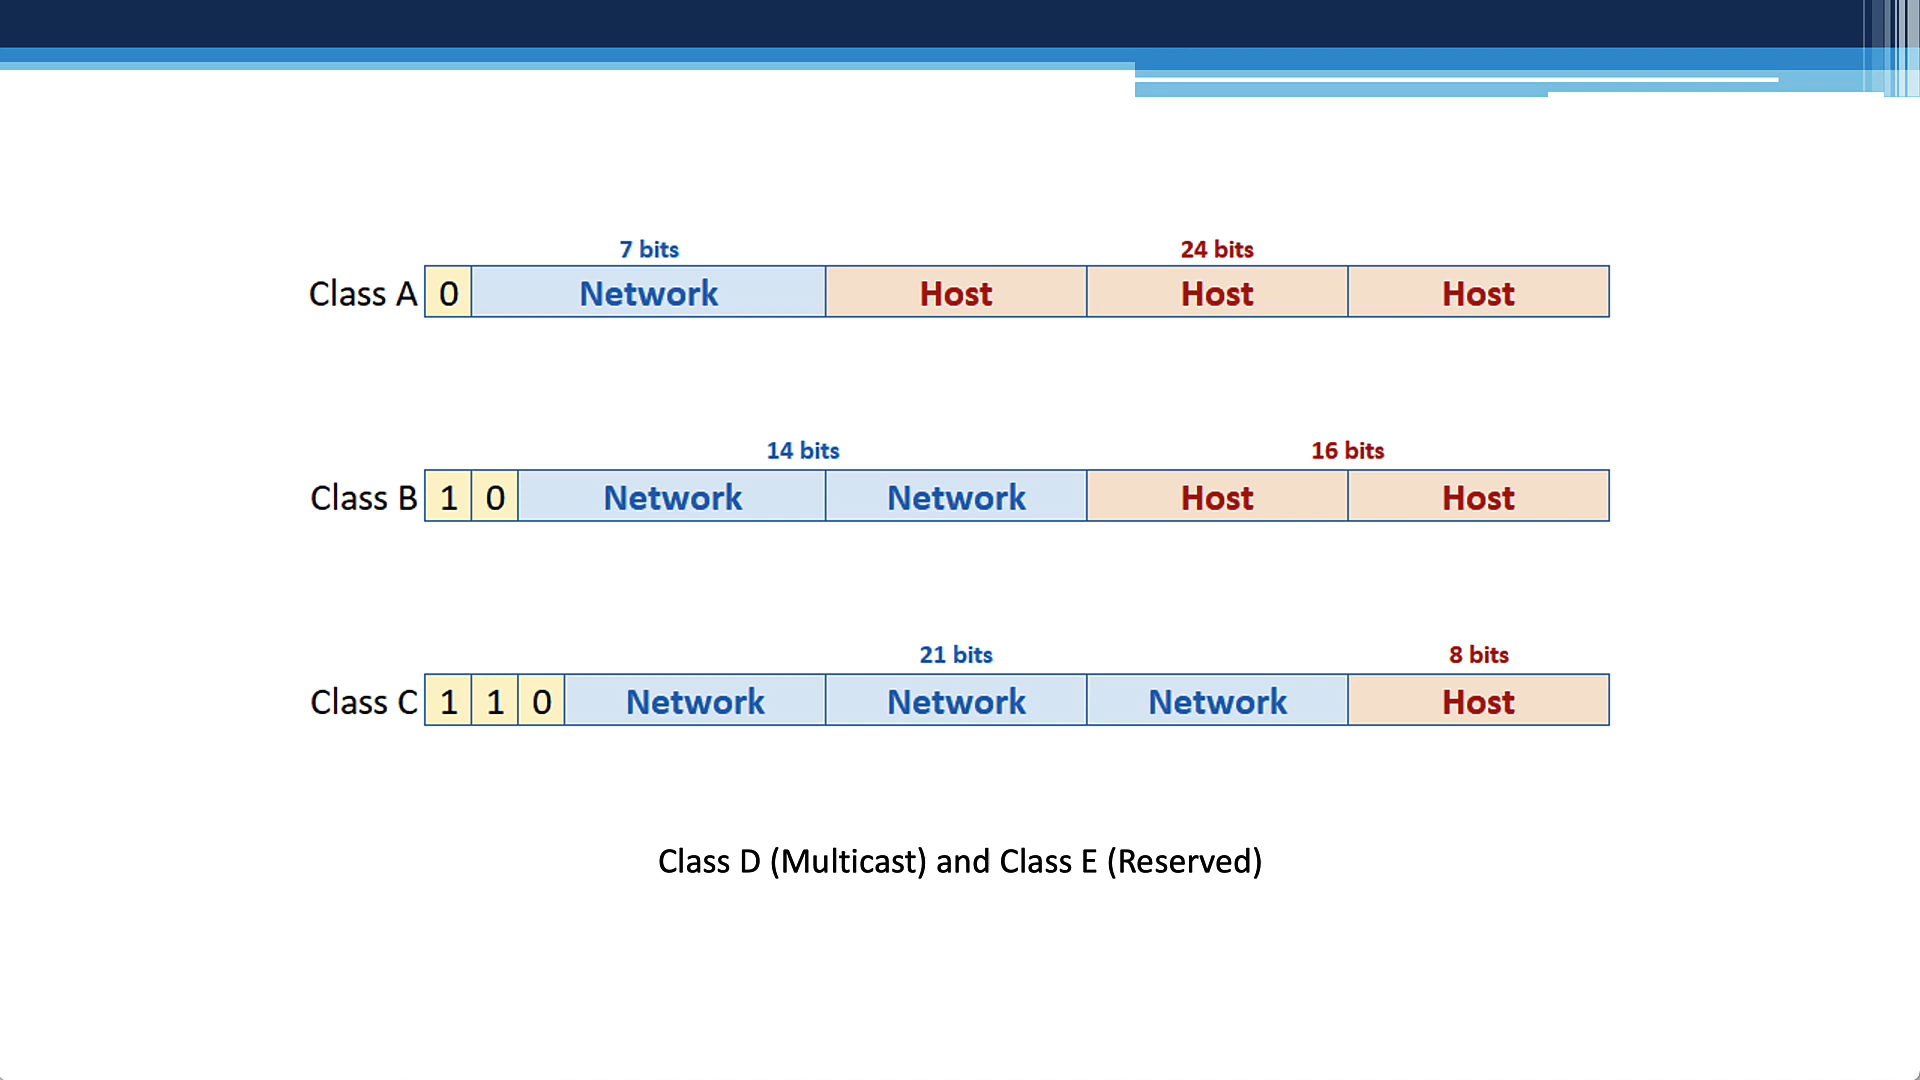 7 bits 24 bits
Class A 0 Network Host Host Host
14 bits 16 bits
Class B 1 0 Network Network Host Host
21 bits 8 bits
Class C 1 1 0 Network Network Network Host
Class D (Multicast) and Class E (Reserved)